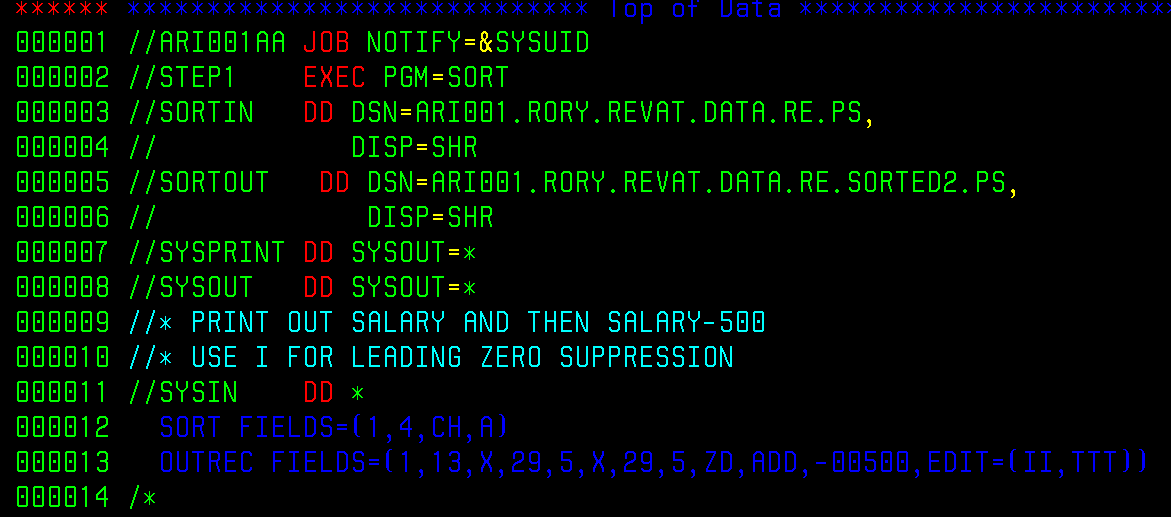 ****** ***************************** Top of Data ************************
000001 //ARI001AA JOB NOTIFY=&SYSUID
000002 //STEP1    EXEC PGM=SORT
000003 //SORTIN   DD DSN=ARI001.RORY.REVAT.DATA.RE.PS,
000004 //            DISP=SHR
000005 //SORTOUT   DD DSN=ARI001.RORY.REVAT.DATA.RE.SORTED2.PS,
000006 //             DISP=SHR
000007 //SYSPRINT DD SYSOUT=*
000008 //SYSOUT   DD SYSOUT=*
000009 //* PRINT OUT SALARY AND THEN SALARY-500
000010 //* USE I FOR LEADING ZERO SUPPRESSION
000011 //SYSIN    DD *
000012   SORT FIELDS=(1,4,CH,A)
000013   OUTREC FIELDS=(1,13,X,29,5,X,29,5,ZD,ADD,-00500,EDIT=(II,TTT))
000014 /*